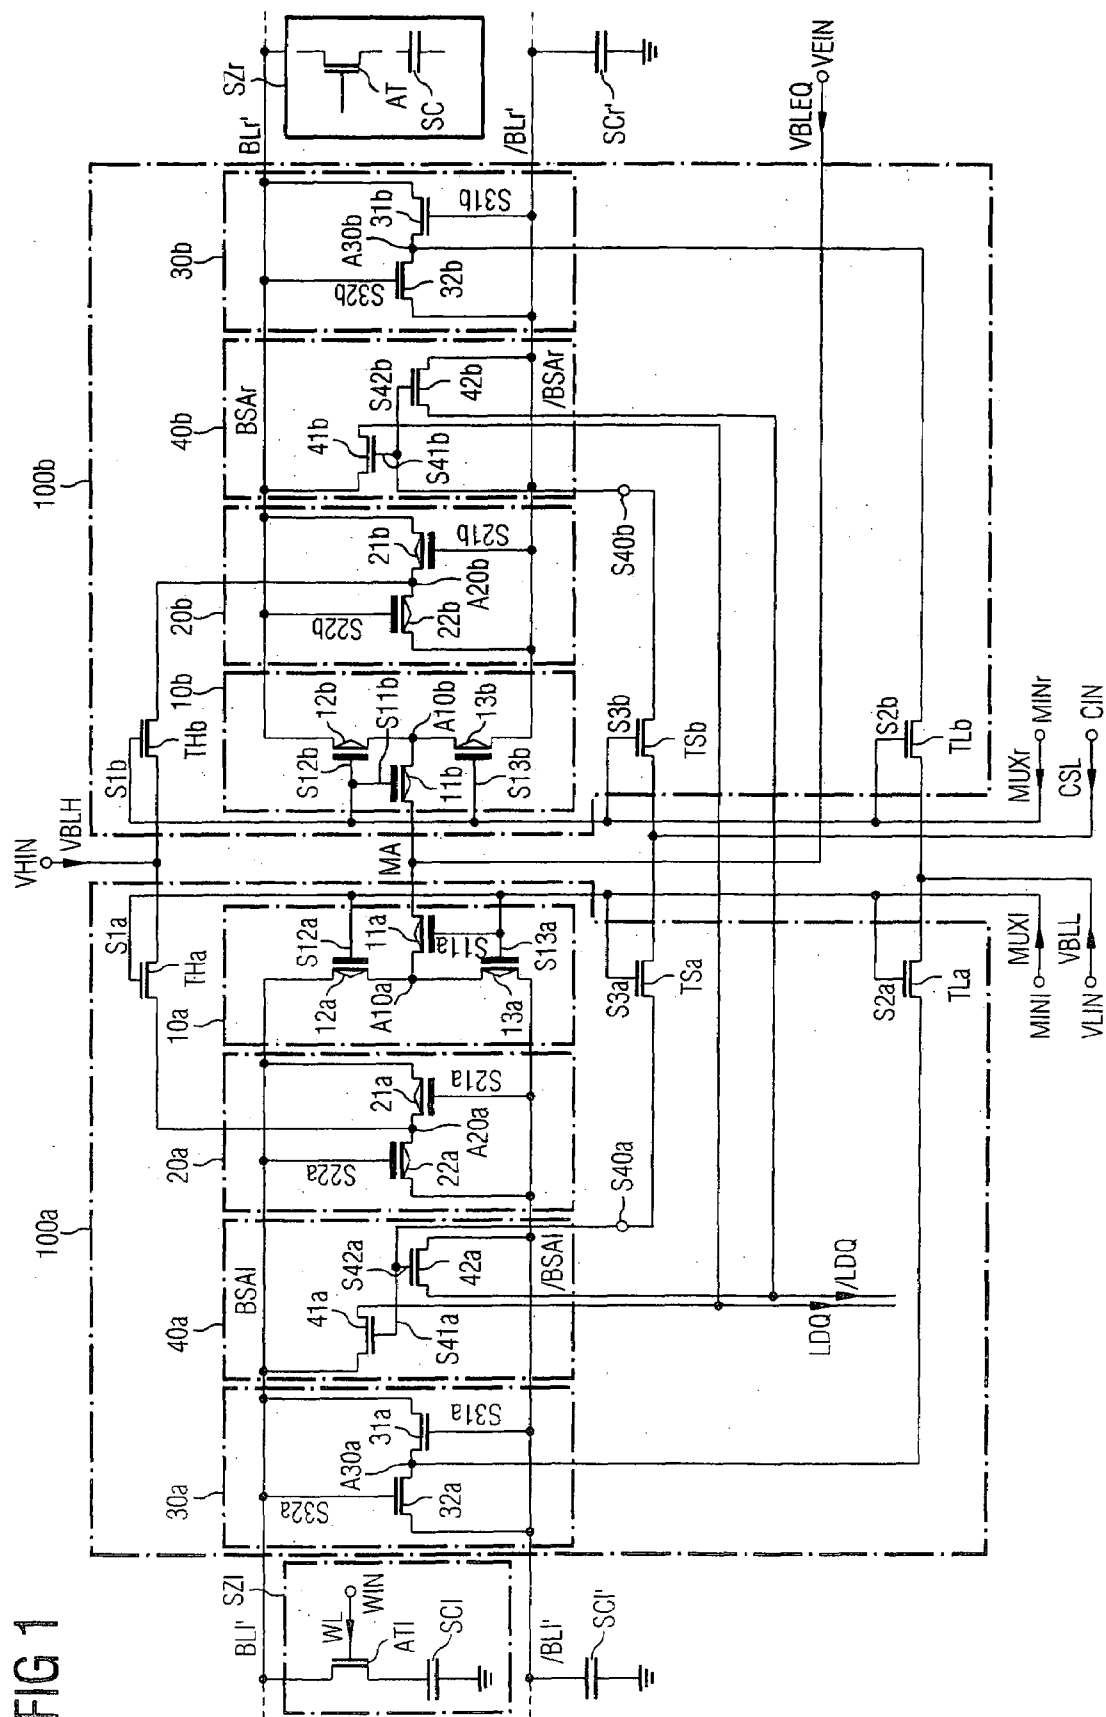 FIG 1
VHIN
VBLH
100a
100b
S1a
S1b
THa
THb
30a
40a
20a
10a
10b
20b
40b
30b
SZl
SZr
BLl'
BSAl
BSAr
BLr'
WL
WIN
ATl
SCl
AT
SC
S32a
A30a
31a
32a
S31a
41a
S42a
S41a
42a
S22a
21a
22a
A20a
S21a
S12a
12a
11a
S11a
A10a
13a
S13a
MA
S12b
12b
S11b
11b
A10b
13b
S13b
S22b
21b
22b
A20b
S21b
41b
S42b
S41b
42b
S32b
A30b
31b
32b
S31b
/BLl'
/BSAl
/BSAr
/BLr'
SCl'
SCr'
S40a
S40b
S3a
S3b
TSa
TSb
LDQ
/LDQ
VBLEQ
VEIN
S2a
S2b
TLa
TLb
MUXl
MINl
MUXr
MINr
VBLL
VLIN
CSL
CIN